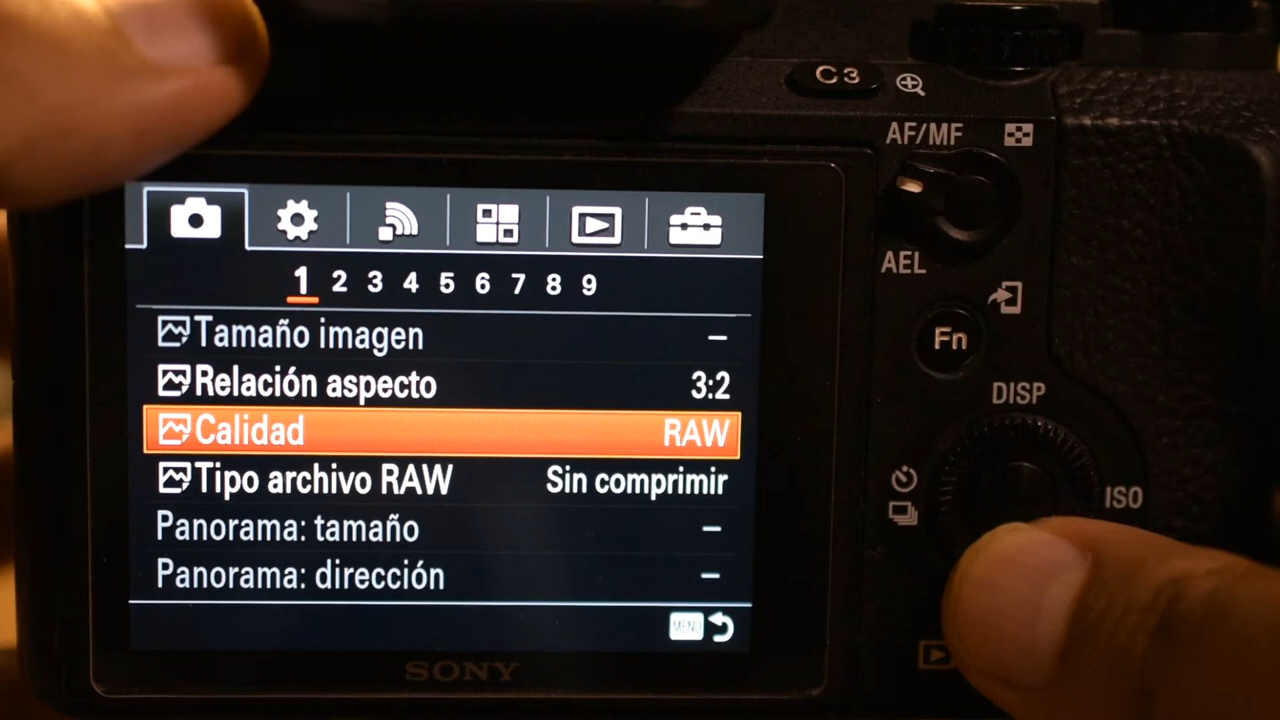 C3
AF/MF
AEL
Fn
DISP
ISO
1 2 3 4 5 6 7 8 9
Tamaño imagen –
Relación aspecto 3:2
Calidad RAW
Tipo archivo RAW Sin comprimir
Panorama: tamaño –
Panorama: dirección –
MENU
SONY